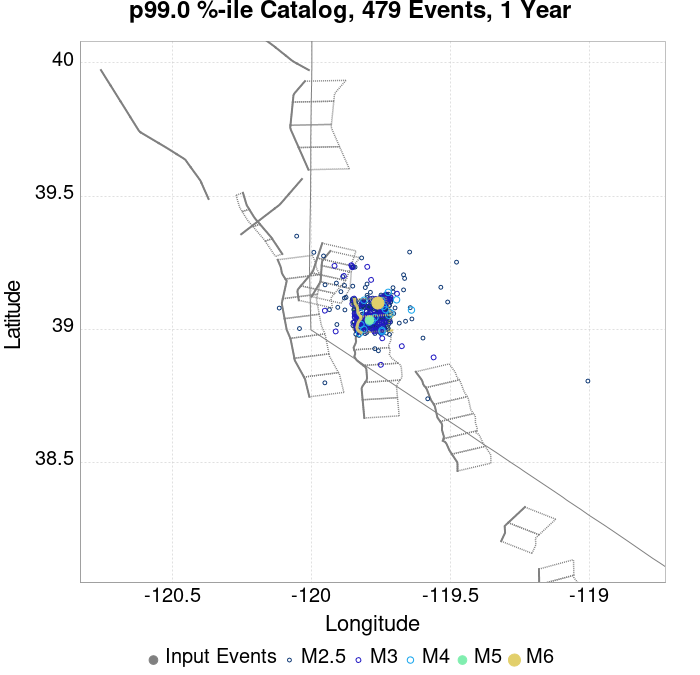 p99.0 %-ile Catalog, 479 Events, 1 Year
40
39.5
39
38.5
Latitude
-120.5
-120
-119.5
-119
Longitude
Input Events
M2.5
M3
M4
M5
M6